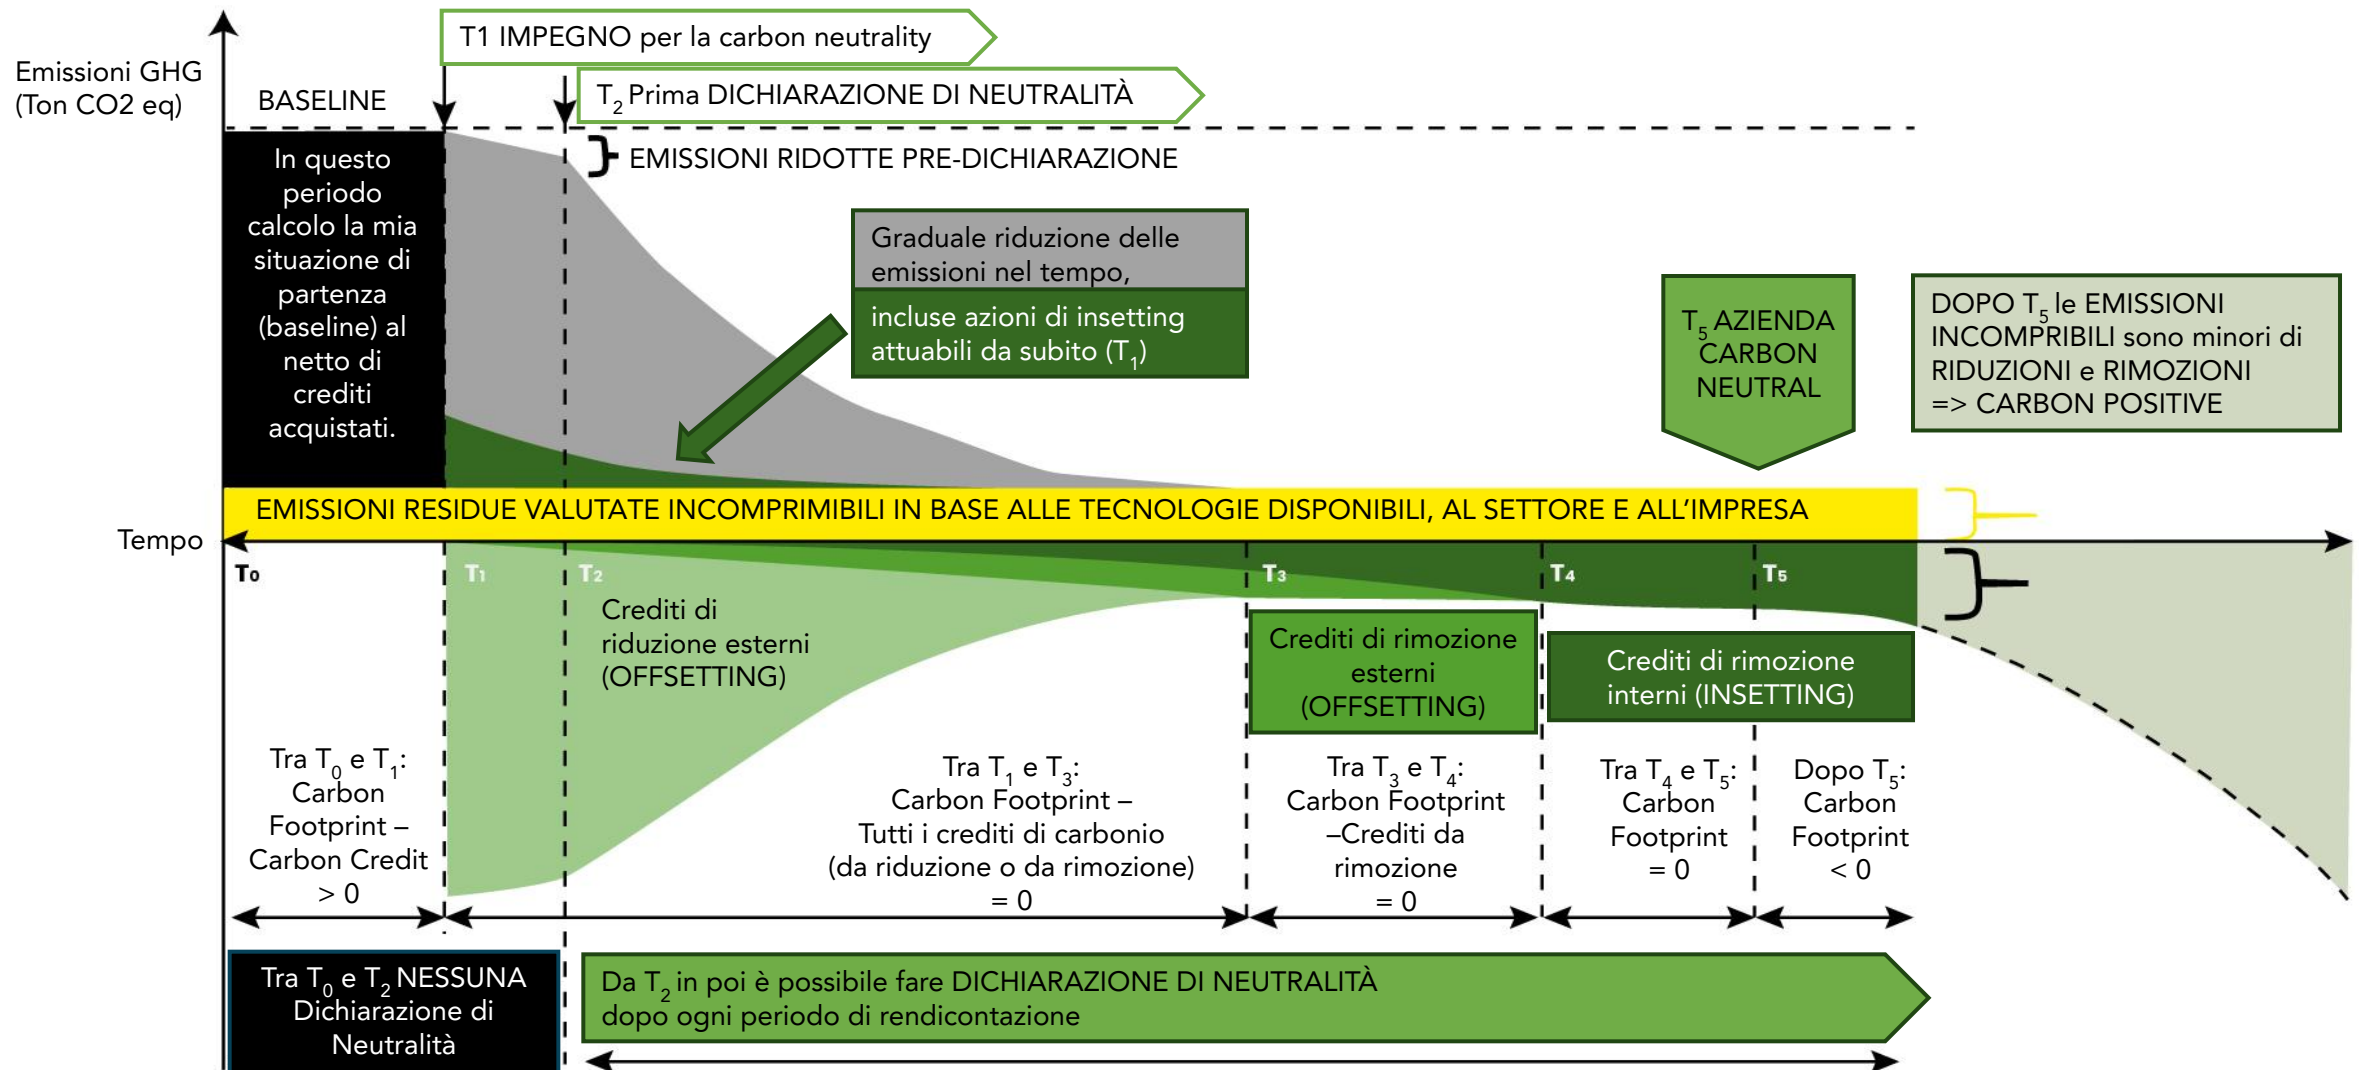 T1 IMPEGNO per la carbon neutrality
Emissioni GHG
(Ton CO2 eq)
BASELINE
T2 Prima DICHIARAZIONE DI NEUTRALITÀ
EMISSIONI RIDOTTE PRE-DICHIARAZIONE
In questo
periodo
calcolo la mia
situazione di
partenza
(baseline) al
netto di
crediti
acquistati.
Graduale riduzione delle
emissioni nel tempo,
incluse azioni di insetting
attuabili da subito (T1)
T5 AZIENDA
CARBON
NEUTRAL
DOPO T5 le EMISSIONI
INCOMPRIBILI sono minori di
RIDUZIONI e RIMOZIONI
=> CARBON POSITIVE
EMISSIONI RESIDUE VALUTATE INCOMPRIMIBILI IN BASE ALLE TECNOLOGIE DISPONIBILI, AL SETTORE E ALL'IMPRESA
Tempo
T0
T1
T2
T3
T4
T5
Crediti di
riduzione esterni
(OFFSETTING)
Crediti di rimozione
esterni
(OFFSETTING)
Crediti di rimozione
interni (INSETTING)
Tra T0 e T1:
Carbon
Footprint –
Carbon Credit
> 0
Tra T1 e T3:
Carbon Footprint –
Tutti i crediti di carbonio
(da riduzione o da rimozione)
= 0
Tra T3 e T4:
Carbon Footprint
–Crediti da
rimozione
= 0
Tra T4 e T5:
Carbon
Footprint
= 0
Dopo T5:
Carbon
Footprint
< 0
Tra T0 e T2 NESSUNA
Dichiarazione di
Neutralità
Da T2 in poi è possibile fare DICHIARAZIONE DI NEUTRALITÀ
dopo ogni periodo di rendicontazione